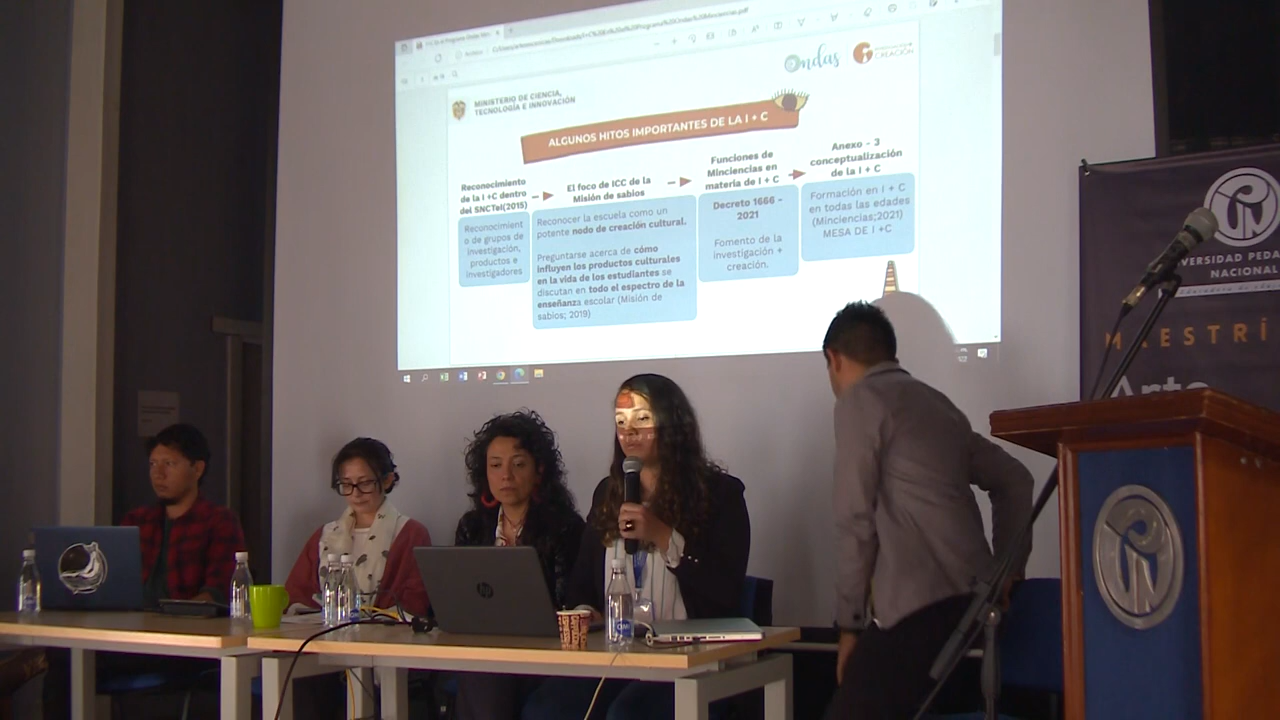 ondas
CREACIÓN
MINISTERIO DE CIENCIA,
TECNOLOGÍA E INNOVACIÓN
ALGUNOS HITOS IMPORTANTES DE LA I + C
Reconocimiento
de la I +C dentro
del SNCTeI(2015)
Reconocimient
o de grupos de
investigación,
productos e
investigadores
El foco de ICC de la
Misión de sabios
Reconocer la escuela como un
potente nodo de creación cultural.
Preguntarse acerca de cómo
influyen los productos culturales
en la vida de los estudiantes se
discutan en todo el espectro de la
enseñanza escolar (Misión de
sabios; 2019)
Funciones de
Minciencias en
materia de I + C
Decreto 1666 -
2021
Fomento de la
investigación +
creación.
Anexo - 3
conceptualización
de la I + C
Formación en I + C
en todas las edades
(Minciencias;2021)
MESA DE I +C
VERSIDAD PEDA
NACIONAL
MAESTRÍ
Arte
hp